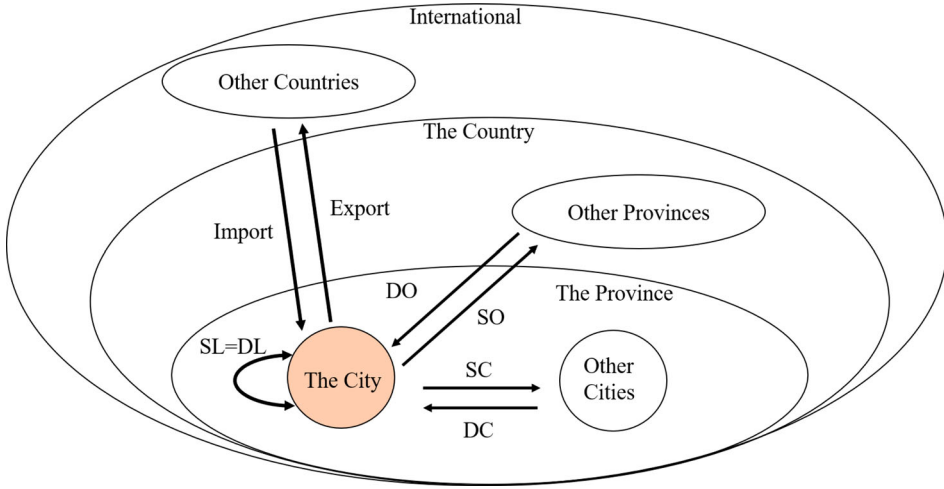 International
Other Countries
The Country
Export
Other Provinces
Import
DO
The Province
SO
SL=DL
The City
SC
Other
Cities
DC